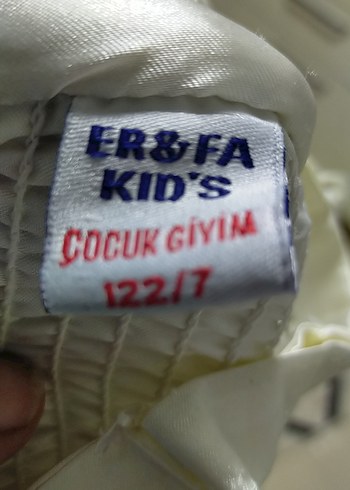 ER&FA
KID'S
ÇOCUK GİYİM
122/7